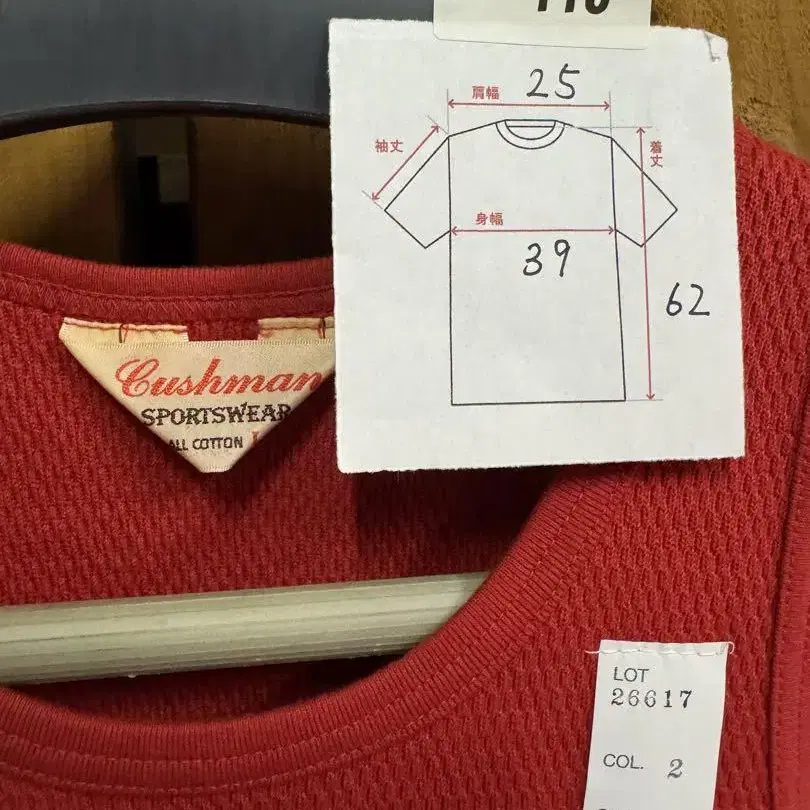 肩幅 25
袖丈
着丈
身幅
39
62
Cushman
SPORTSWEAR
ALL COTTON L
LOT
26617
COL. 2